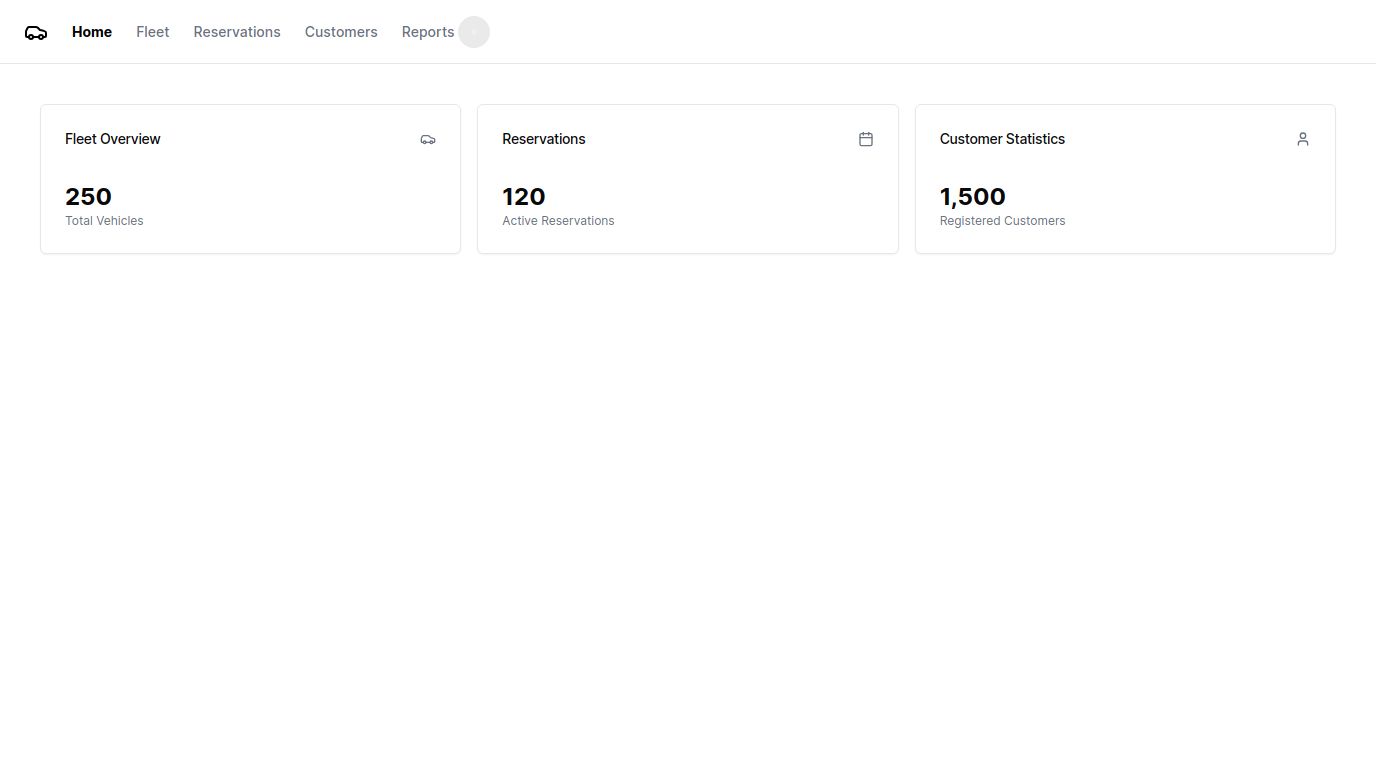 Home Fleet Reservations Customers Reports
Fleet Overview
250
Total Vehicles
Reservations
120
Active Reservations
Customer Statistics
1,500
Registered Customers